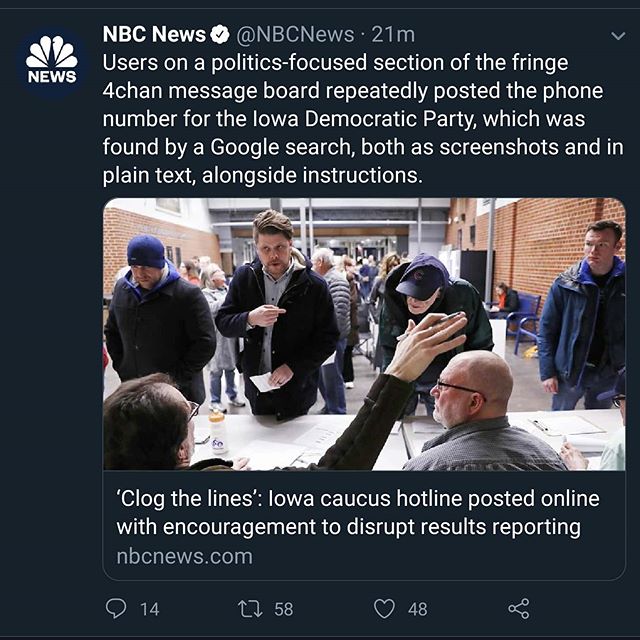 NBC News @NBCNews · 21m
NEWS
Users on a politics-focused section of the fringe
4chan message board repeatedly posted the phone
number for the Iowa Democratic Party, which was
found by a Google search, both as screenshots and in
plain text, alongside instructions.
'Clog the lines': Iowa caucus hotline posted online
with encouragement to disrupt results reporting
nbcnews.com
14 58 48